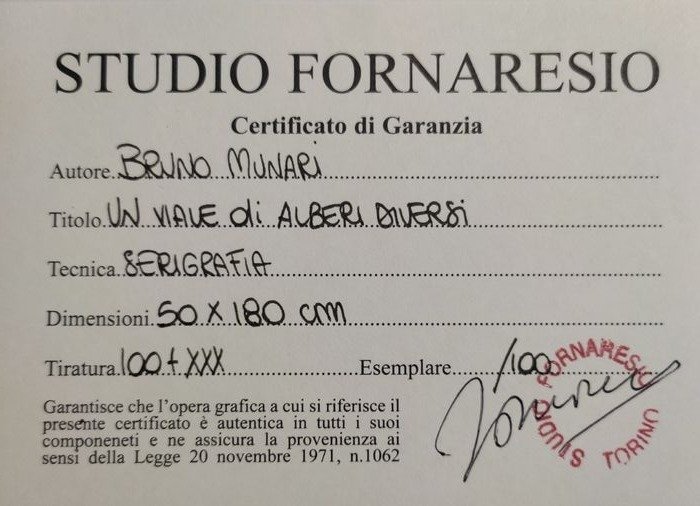 STUDIO FORNARESIO
Certificato di Garanzia
Autore BRUNO MUNARI
Titolo UN VIALE di ALBERI DIVERSI
Tecnica SERIGRAFIA
Dimensioni 50 X 180 cm
Tiratura 100 + XXX Esemplare /100
Garantisce che l'opera grafica a cui si riferisce il
presente certificato è autentica in tutti i suoi
componeneti e ne assicura la provenienza ai
sensi della Legge 20 novembre 1971, n.1062
STUDIO FORNARESIO
TORINO